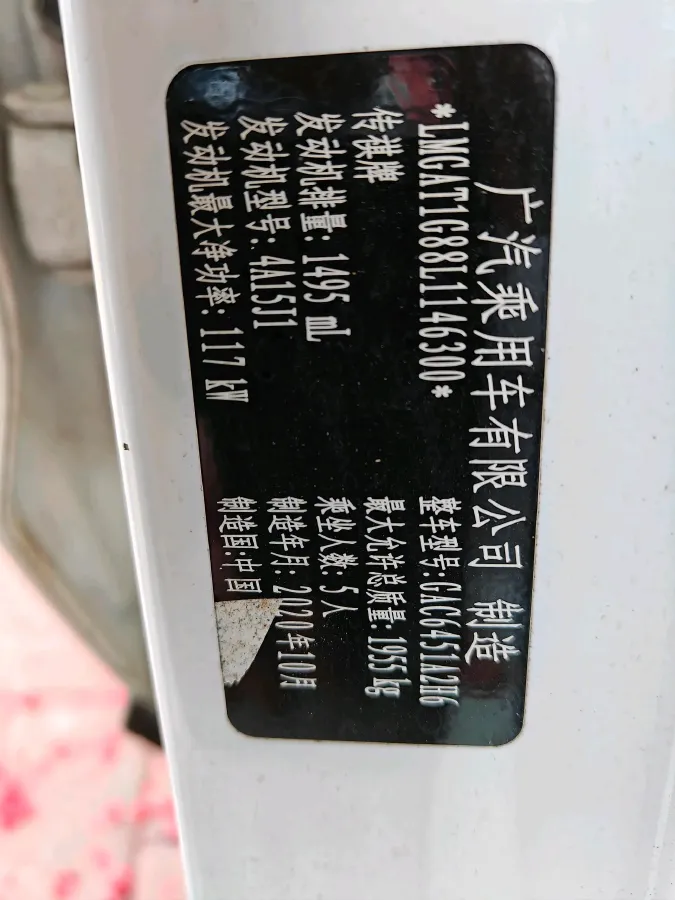 广汽乘用车有限公司 制造
*LMGAT1G88L1146300* 整车型号:GAC6451A2H6
传祺牌 最大允许总质量:1955kg
发动机排量:1495 mL 乘坐人数:5人
发动机型号:4A15J1 制造年月:2020年10月
发动机最大净功率:117 kW 制造国:中国